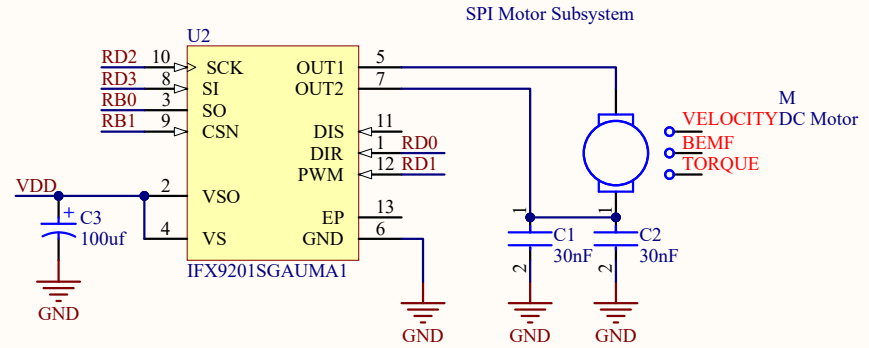 SPI Motor Subsystem
U2
RD2 10 SCK OUT1 5
RD3 8 SI OUT2 7
RB0 3 SO
RB1 9 CSN DIS 11
DIR 1 RD0
PWM 12 RD1
M
VELOCITY DC Motor
BEMF
TORQUE
VDD 2 VSO
C3
100uf
4 VS
EP 13
GND 6
IFX9201SGAUMA1
1 C1
30nF
2
1 C2
30nF
2
GND
GND
GND
GND